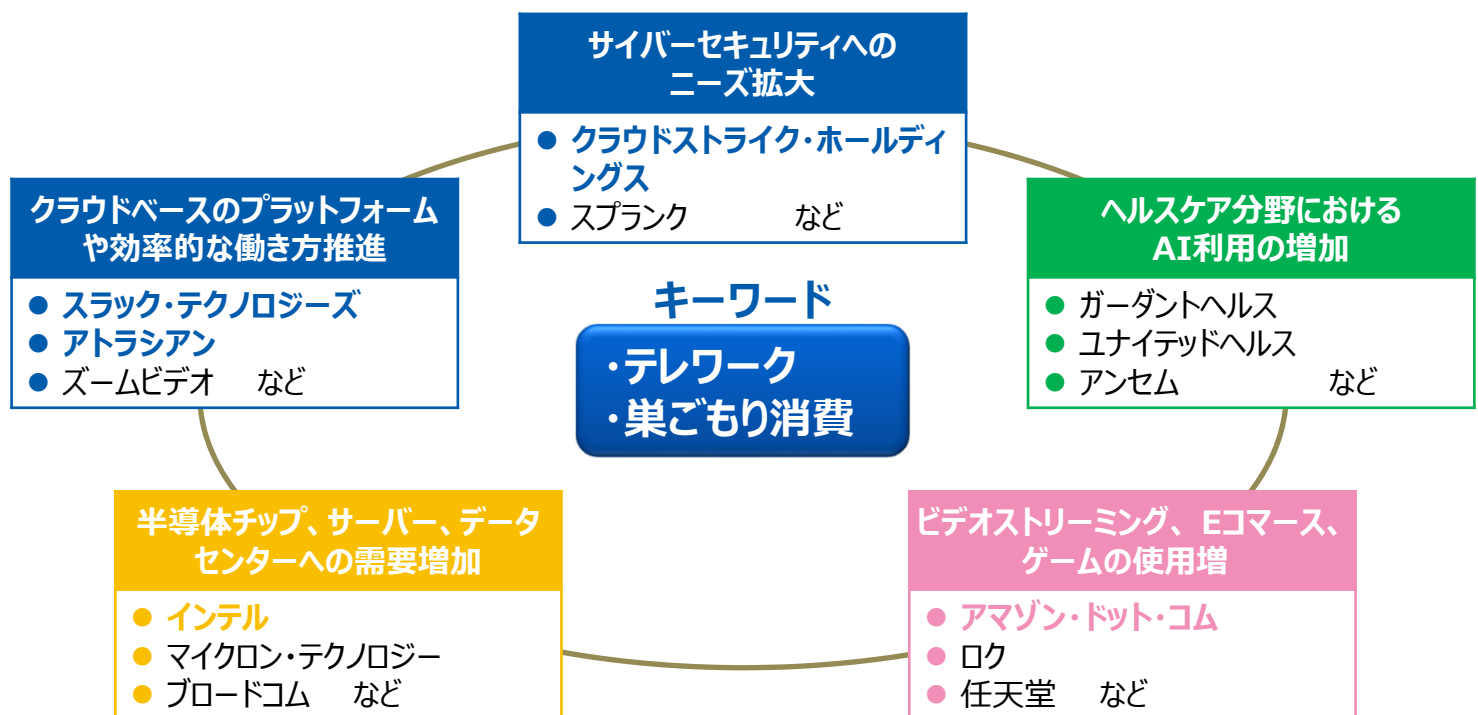 サイバーセキュリティへの
ニーズ拡大
● クラウドストライク・ホールディ
ングス
● スプランク など
クラウドベースのプラットフォーム
や効率的な働き方推進
● スラック・テクノロジーズ
● アトラシアン
● ズームビデオ など
キーワード
・テレワーク
・巣ごもり消費
ヘルスケア分野における
AI利用の増加
● ガーダントヘルス
● ユナイテッドヘルス
● アンセム など
半導体チップ、サーバー、データ
センターへの需要増加
● インテル
● マイクロン・テクノロジー
● ブロードコム など
ビデオストリーミング、Eコマース、
ゲームの使用増
● アマゾン・ドット・コム
● ロク
● 任天堂 など